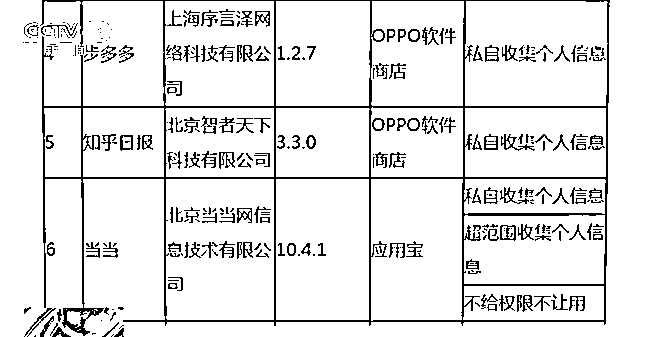 CCTV
4
步多多
上海序言泽网
络科技有限公
司
1.2.7
OPPO软件
商店
私自收集个人信息
5
知乎日报
北京智者天下
科技有限公司
3.3.0
OPPO软件
商店
私自收集个人信息
6
当当
北京当当网信
息技术有限公
司
10.4.1
应用宝
私自收集个人信息
超范围收集个人信
息
不给权限不让用